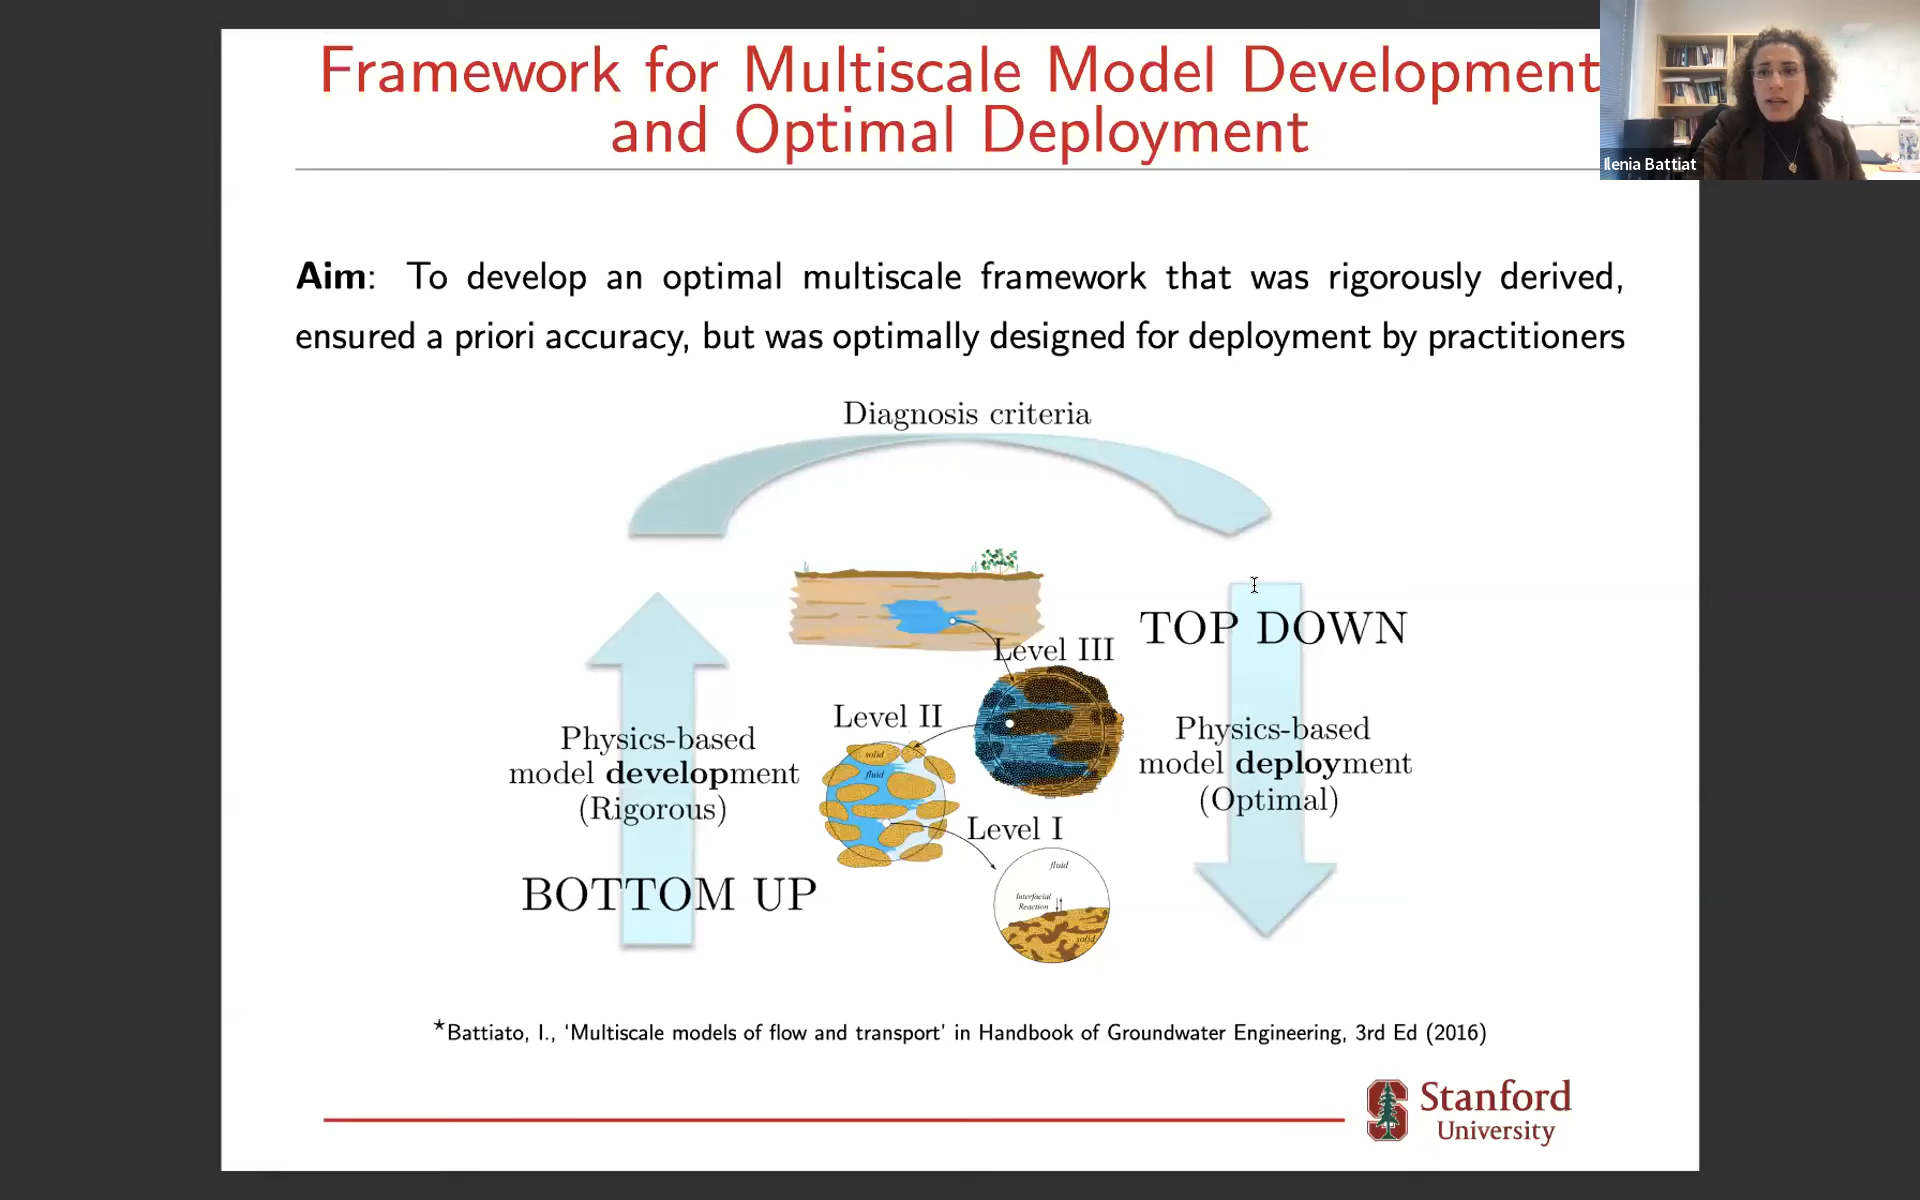 Framework for Multiscale Model Development
and Optimal Deployment
Ilenia Battiat
Aim: To develop an optimal multiscale framework that was rigorously derived,
ensured a priori accuracy, but was optimally designed for deployment by practitioners
Diagnosis criteria
TOP DOWN
Level III
Level II
Physics-based
model development
(Rigorous)
Physics-based
model deployment
(Optimal)
solid
fluid
Level I
fluid
Interfacial
Reaction
solid
BOTTOM UP
*Battiato, I., ‘Multiscale models of flow and transport’ in Handbook of Groundwater Engineering, 3rd Ed (2016)
Stanford
University